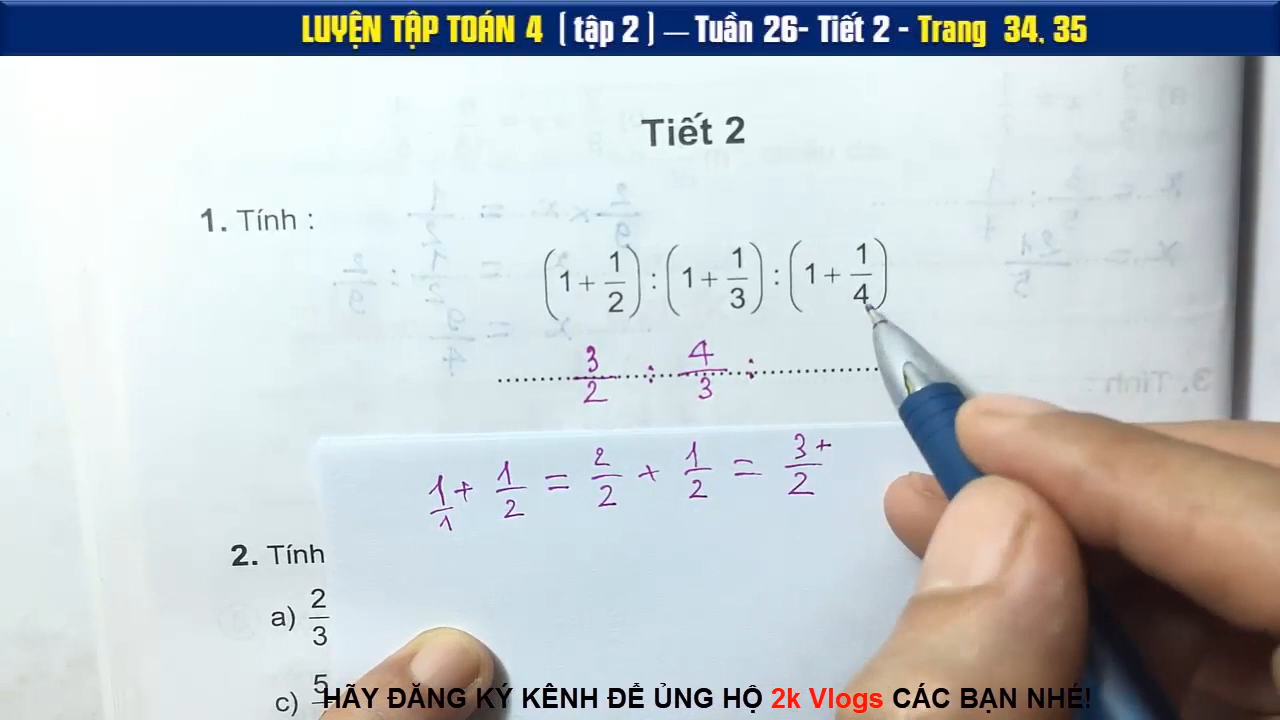 LUYỆN TẬP TOÁN 4 ( tập 2 ) — Tuần 26- Tiết 2 - Trang 34, 35
Tiết 2
1. Tính :
(1 + 1/2) : (1 + 1/3) : (1 + 1/4)
3/2 : 4/3 :
1/1 + 1/2 = 2/2 + 1/2 = 3+/2
2. Tính
a) 2/3
c) 5
HÃY ĐĂNG KÝ KÊNH ĐỂ ỦNG HỘ 2k Vlogs CÁC BẠN NHÉ!